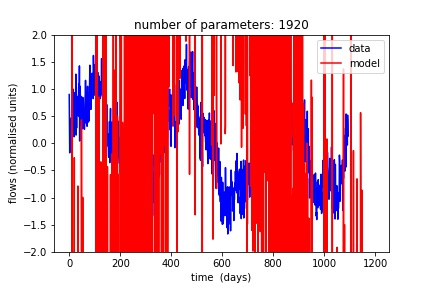 number of parameters: 1920
flows (normalised units)
2.0
1.5
1.0
0.5
0.0
−0.5
−1.0
−1.5
−2.0
data
model
0 200 400 600 800 1000 1200
time (days)